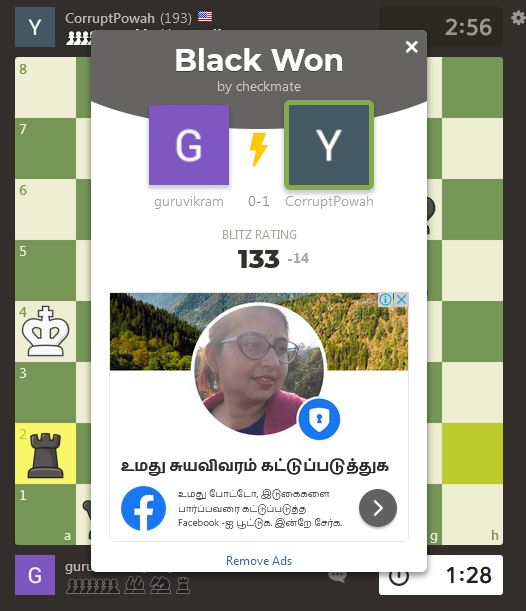 Y CorruptPowah (193)
2:56
Black Won
by checkmate
G
Y
guruvikram 0-1 CorruptPowah
BLITZ RATING
133 -14
உமது சுயவிவரம் கட்டுப்படுத்துக
உமது போட்டோ, இடுகைகளை
பார்ப்பவரை கட்டுப்படுத்த
Facebook -ஐ பூட்டுக. இன்றே சேர்க.
Remove Ads
8
7
6
5
4
3
2
1
a
h
G
1:28